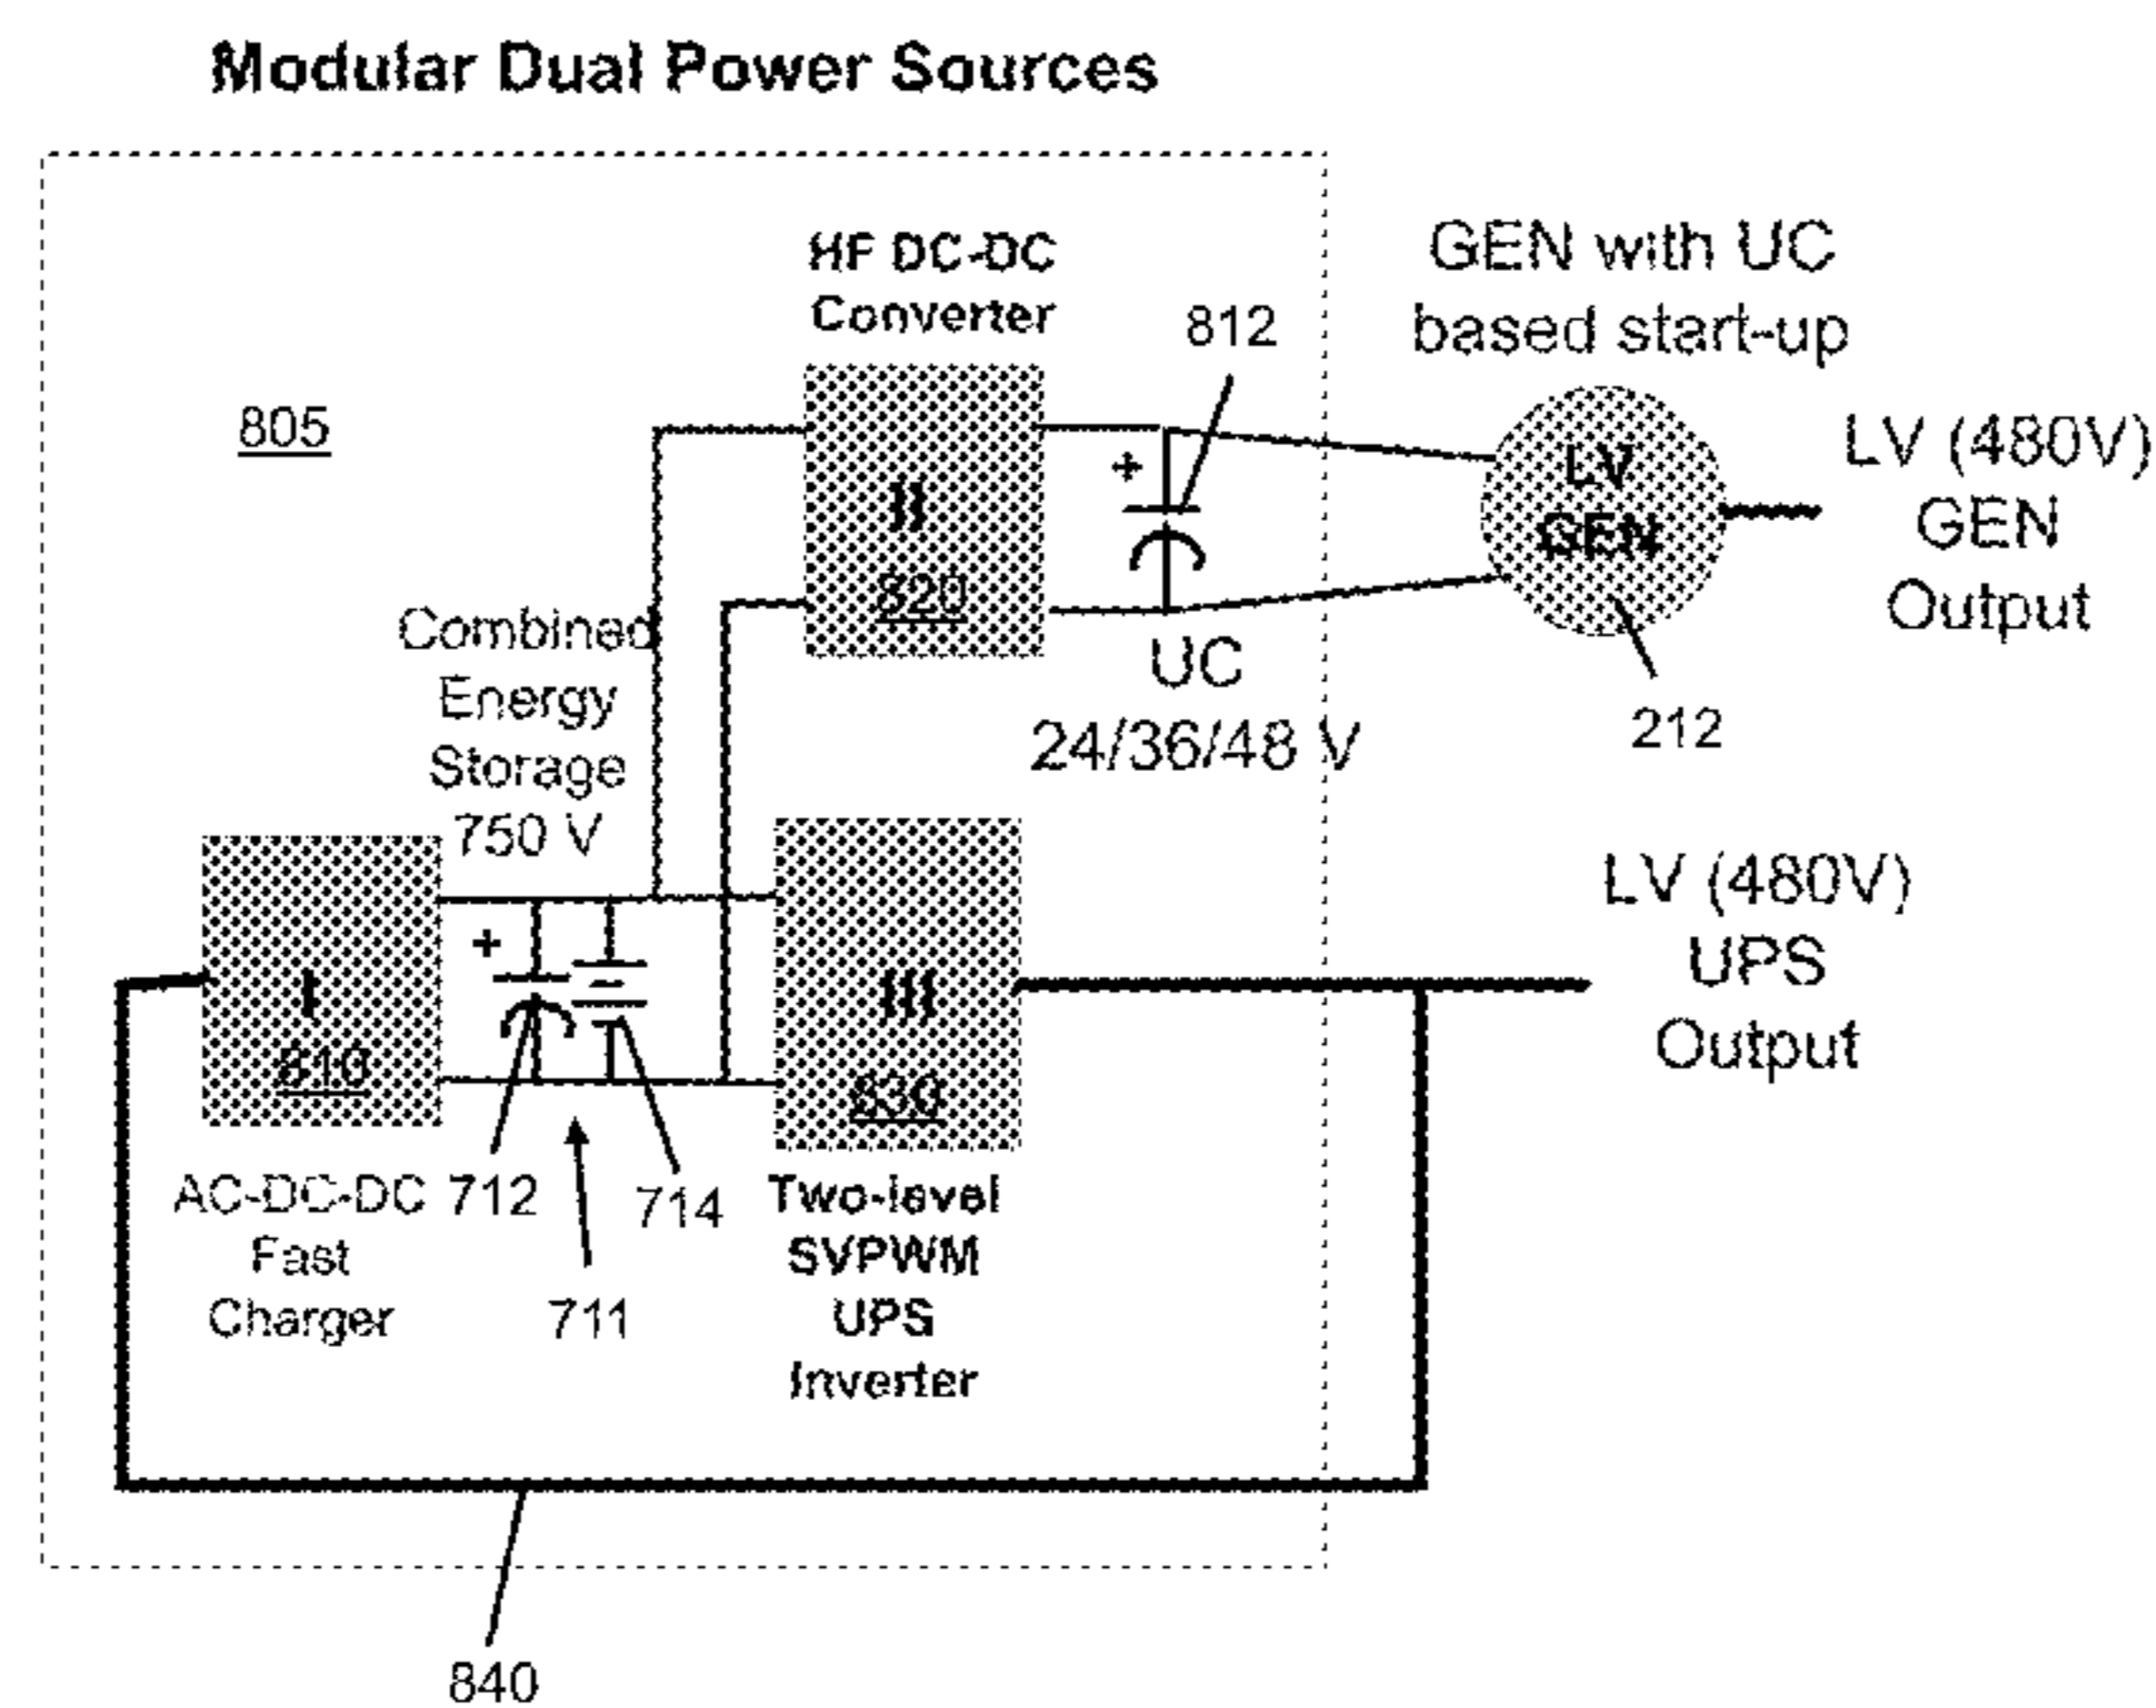 Modular Dual Power Sources
HF DC-DC
Converter
812
GEN with UC
based start-up
805
II
820
LV
GEN
LV (480V)
GEN
Output
212
UC
24/36/48 V
Combined
Energy
Storage
750 V
+
+
I
810
III
830
LV (480V)
UPS
Output
AC-DC-DC
Fast
Charger
712
711
714
Two-level
SVPWM
UPS
Inverter
840